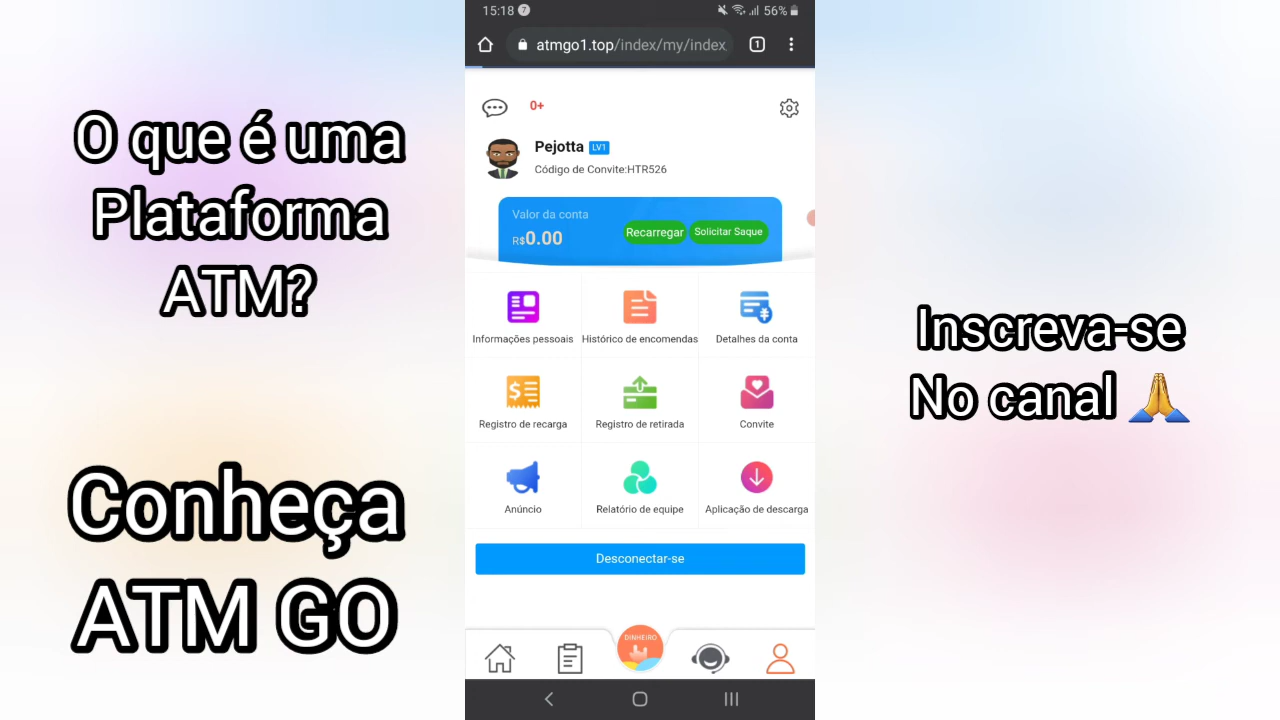 O que é uma
Plataforma
ATM?
Conheça
ATM GO
15:18 7 56%
atmgo1.top/index/my/index
1
0+
Pejotta LV1
Código de Convite:HTR526
Valor da conta
R$0.00
Recarregar
Solicitar Saque
Informações pessoais
Histórico de encomendas
Detalhes da conta
Registro de recarga
Registro de retirada
Convite
Anúncio
Relatório de equipe
Aplicação de descarga
Desconectar-se
DINHEIRO
Inscreva-se
No canal 🙏